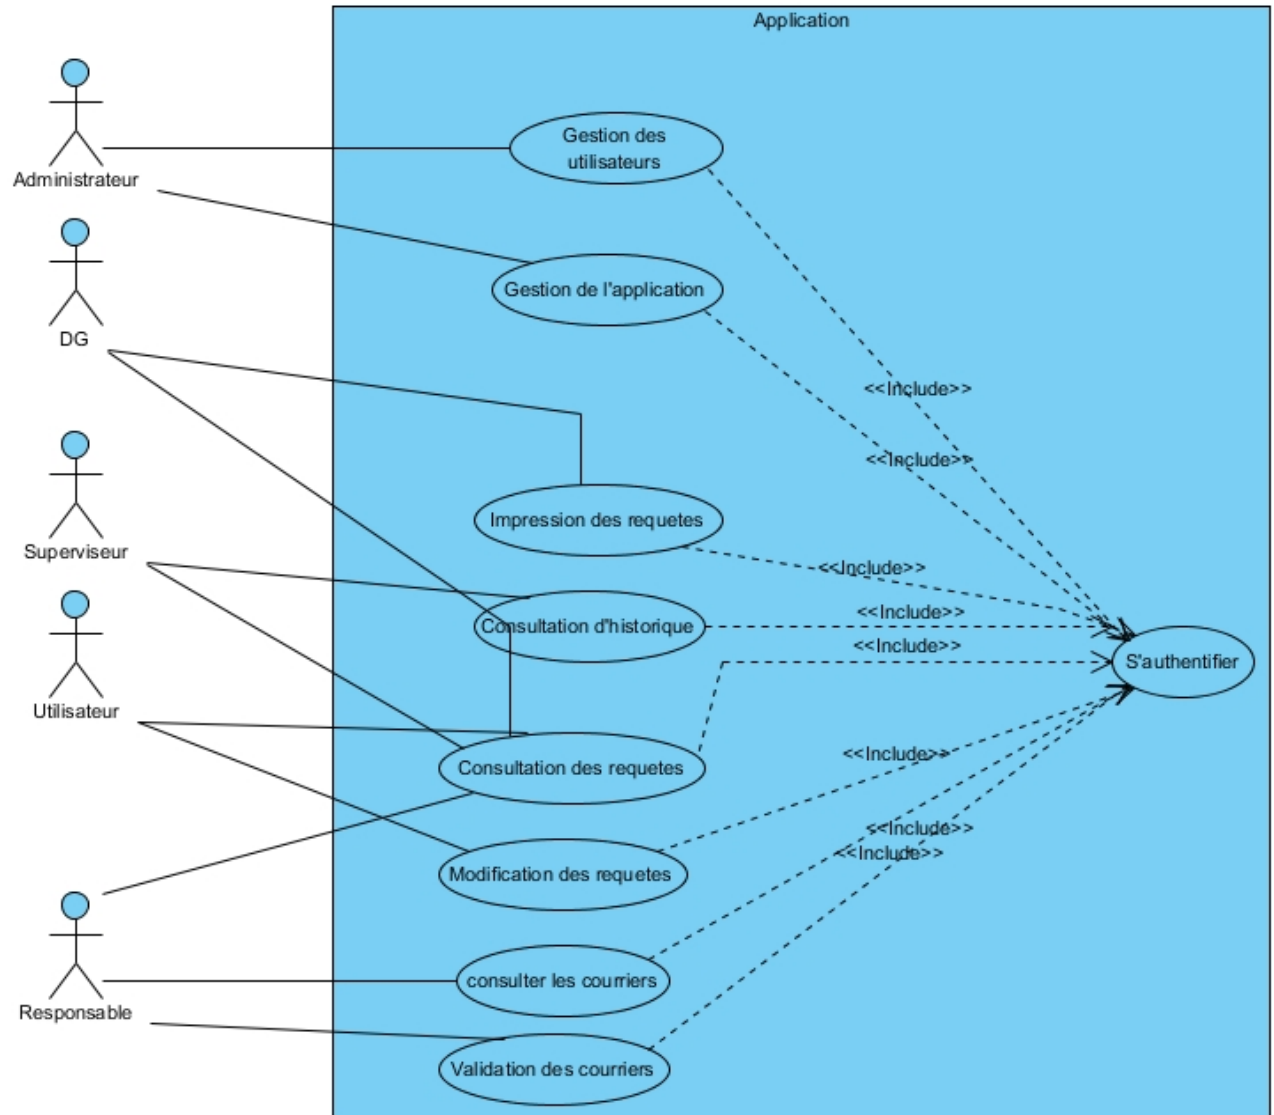 Application
Administrateur
Gestion des
utilisateurs
DG
Gestion de l'application
<<Include>>
<<Include>>
Superviseur
Impression des requetes
<<Include>>
Consultation d'historique
<<Include>>
<<Include>>
S'authentifier
Utilisateur
Consultation des requetes
<<Include>>
Modification des requetes
<<Include>>
<<Include>>
Responsable
consulter les courriers
Validation des courriers